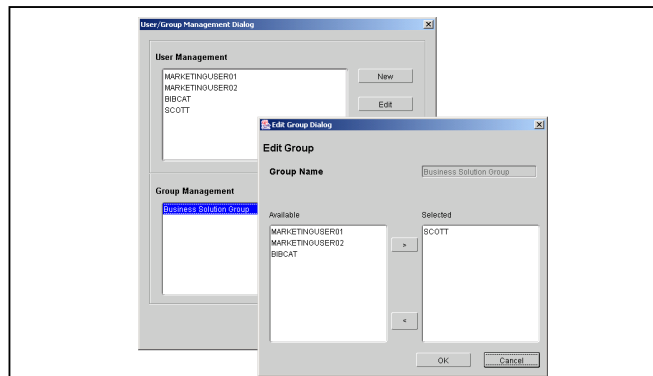 User/Group Management Dialog
User Management
MARKETINGUSER01
MARKETINGUSER02
BIBCAT
SCOTT
New
Edit
Group Management
Business Solution Group
Edit Group Dialog
Edit Group
Group Name
Business Solution Group
Available
Selected
MARKETINGUSER01
MARKETINGUSER02
BIBCAT
SCOTT
»
«
OK
Cancel